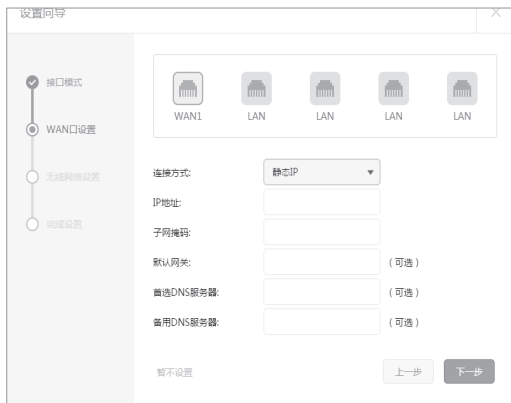 设置向导
接口模式
WAN口设置
无线网络设置
完成设置
WAN1 LAN LAN LAN LAN
连接方式: 静态IP
IP地址:
子网掩码:
默认网关: (可选)
首选DNS服务器: (可选)
备用DNS服务器: (可选)
暂不设置 上一步 下一步